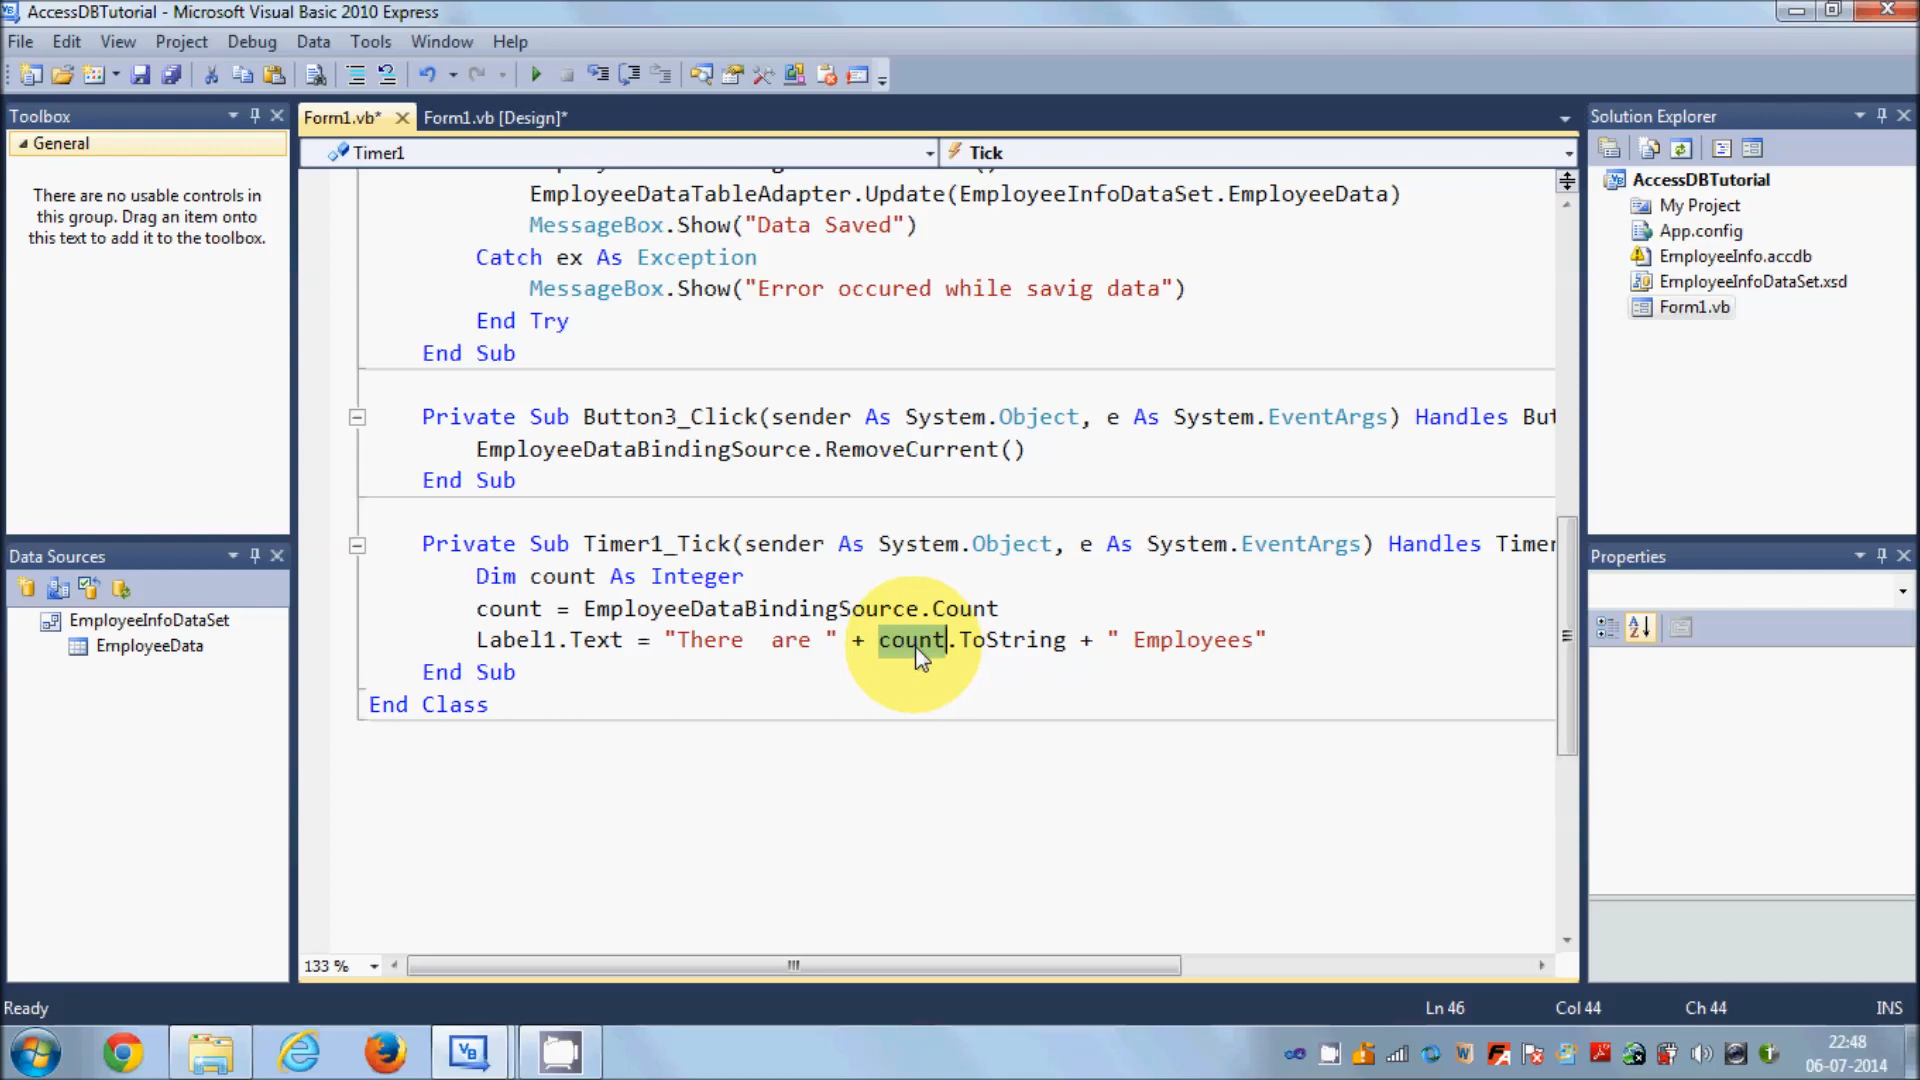 AccessDBTutorial - Microsoft Visual Basic 2010 Express
File Edit View Project Debug Data Tools Window Help
Toolbox
General
There are no usable controls in
this group. Drag an item onto
this text to add it to the toolbox.
Data Sources
EmployeeInfoDataSet
EmployeeData
Form1.vb* Form1.vb [Design]*
Timer1 Tick
EmployeeDataTableAdapter.Update(EmployeeInfoDataSet.EmployeeData)
MessageBox.Show("Data Saved")
Catch ex As Exception
MessageBox.Show("Error occured while savig data")
End Try
End Sub
Private Sub Button3_Click(sender As System.Object, e As System.EventArgs) Handles But
EmployeeDataBindingSource.RemoveCurrent()
End Sub
Private Sub Timer1_Tick(sender As System.Object, e As System.EventArgs) Handles Timer
Dim count As Integer
count = EmployeeDataBindingSource.Count
Label1.Text = "There  are " + count.ToString + " Employees"
End Sub
End Class
133 %
Solution Explorer
AccessDBTutorial
My Project
App.config
EmployeeInfo.accdb
EmployeeInfoDataSet.xsd
Form1.vb
Properties
Ready Ln 46 Col 44 Ch 44 INS
22:48
06-07-2014